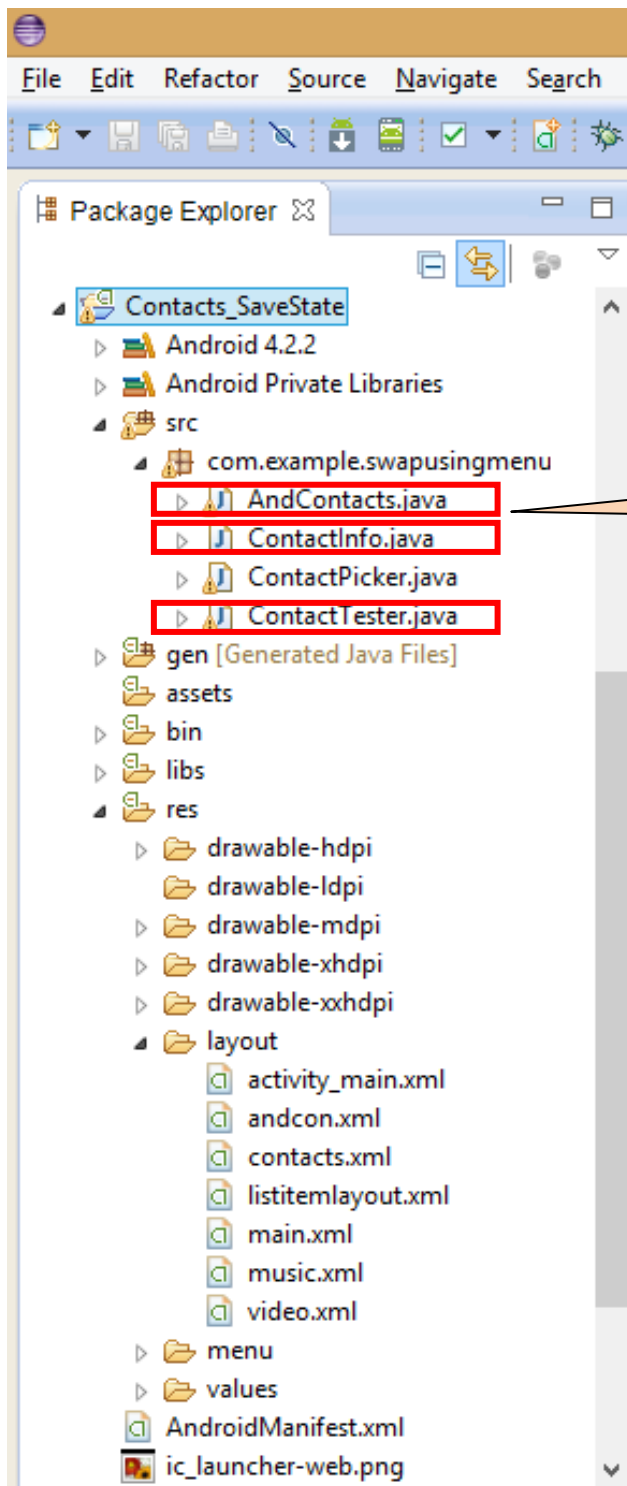 File Edit Refactor Source Navigate Search
Package Explorer
Contacts_SaveState
Android 4.2.2
Android Private Libraries
src
com.example.swapusingmenu
AndContacts.java
ContactInfo.java
ContactPicker.java
ContactTester.java
gen [Generated Java Files]
assets
bin
libs
res
drawable-hdpi
drawable-ldpi
drawable-mdpi
drawable-xhdpi
drawable-xxhdpi
layout
activity_main.xml
andcon.xml
contacts.xml
listitemlayout.xml
main.xml
music.xml
video.xml
menu
values
AndroidManifest.xml
ic_launcher-web.png